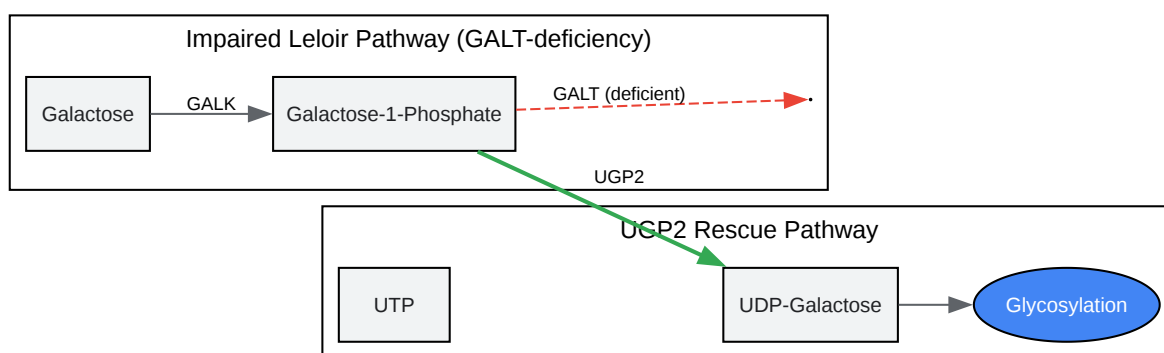 Impaired Leloir Pathway (GALT-deficiency)
Galactose
GALK
Galactose-1-Phosphate
GALT (deficient)
UGP2
UGP2 Rescue Pathway
UTP
UDP-Galactose
Glycosylation